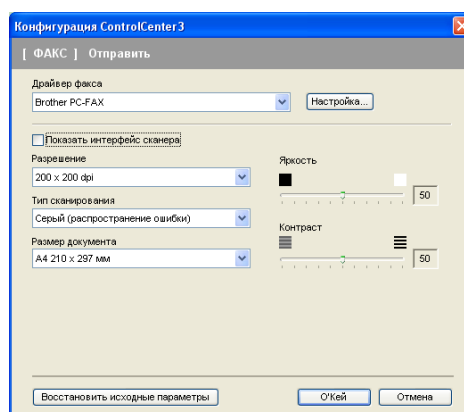 Конфигурация ControlCenter3
[ ФАКС ] Отправить
Драйвер факса
Brother PC-FAX
Настройка...
Показать интерфейс сканера
Разрешение
200 x 200 dpi
Тип сканирования
Серый (распространение ошибки)
Размер документа
A4 210 x 297 мм
Яркость
50
Контраст
50
Восстановить исходные параметры
О'Кей
Отмена